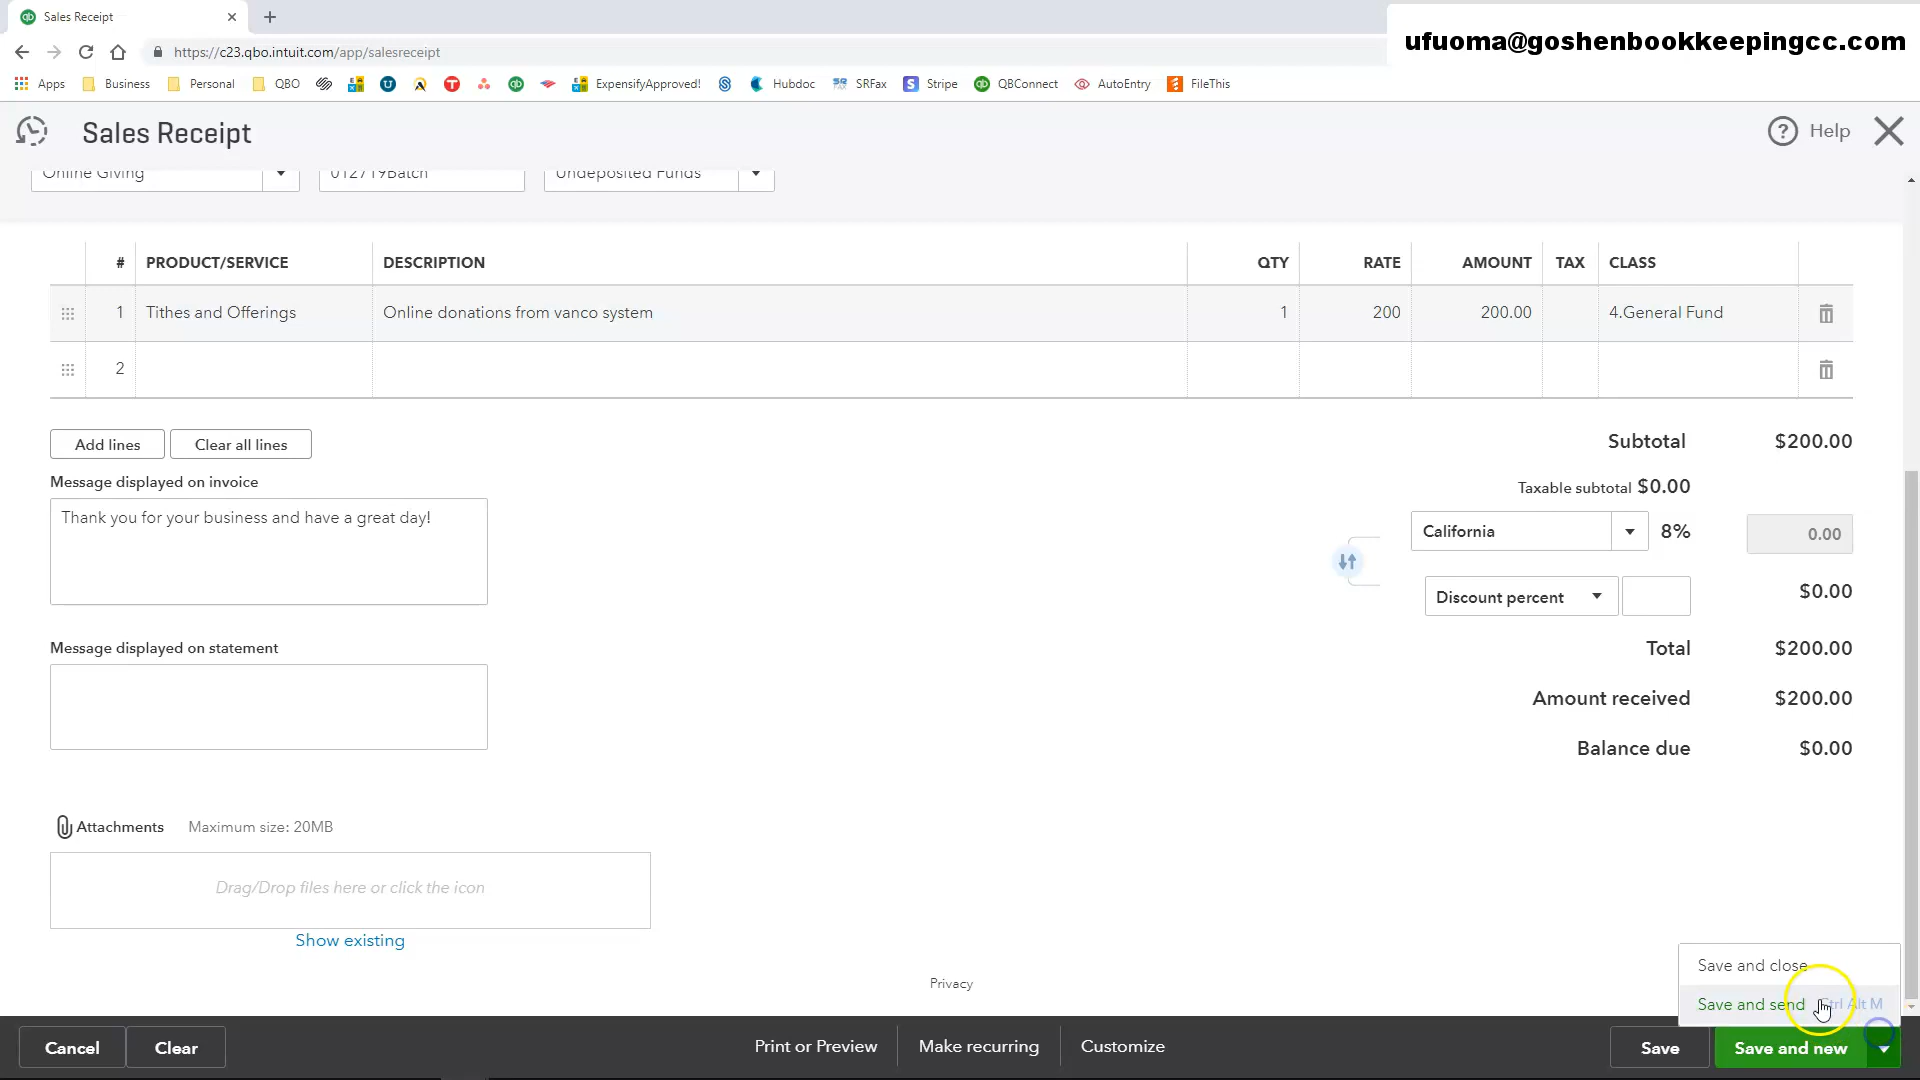 Sales Receipt
ufuoma@goshenbookkeepingcc.com
https://c23.qbo.intuit.com/app/salesreceipt
Apps Business Personal QBO ExpensifyApproved! Hubdoc SRFax Stripe QBConnect AutoEntry FileThis
Sales Receipt Help
Online Giving 012719Batch Undeposited Funds
# PRODUCT/SERVICE DESCRIPTION QTY RATE AMOUNT TAX CLASS
1 Tithes and Offerings Online donations from vanco system 1 200 200.00 4.General Fund
2
Add lines Clear all lines
Subtotal $200.00
Message displayed on invoice
Taxable subtotal $0.00
Thank you for your business and have a great day!
California 8% 0.00
Discount percent $0.00
Message displayed on statement
Total $200.00
Amount received $200.00
Balance due $0.00
Attachments Maximum size: 20MB
Drag/Drop files here or click the icon
Show existing
Privacy
Save and close
Save and send Ctrl Alt M
Cancel Clear Print or Preview Make recurring Customize Save Save and new